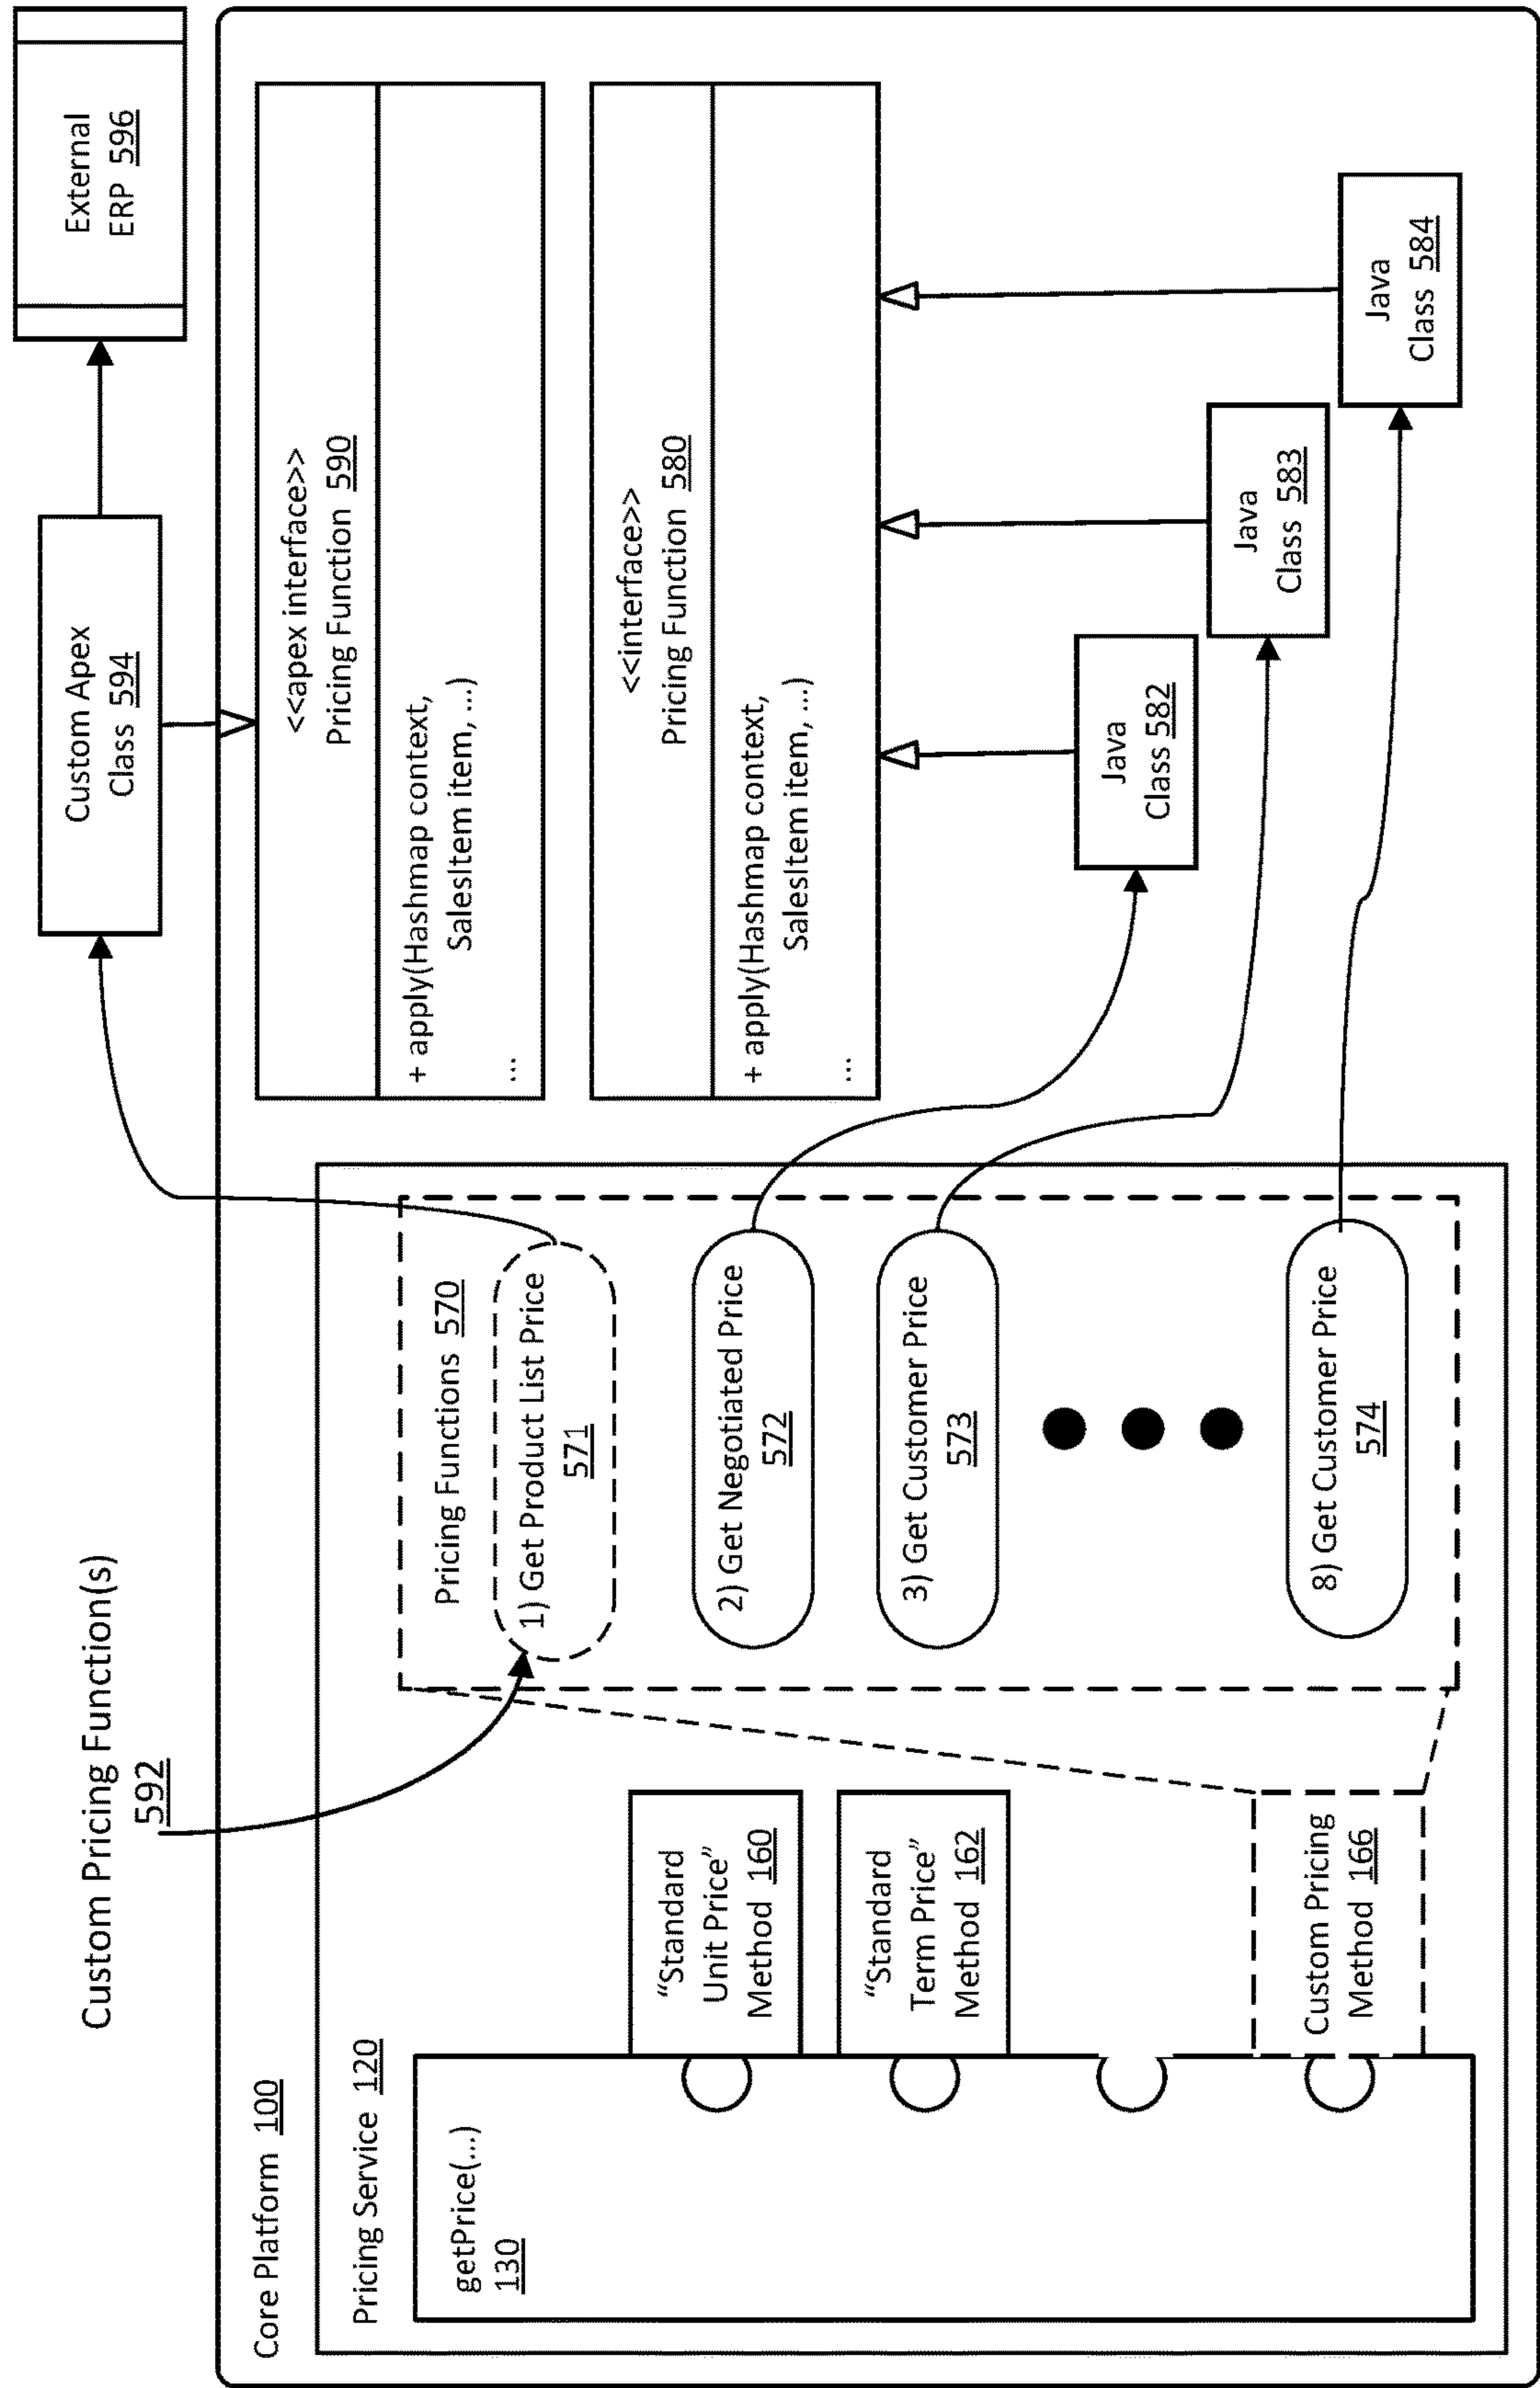 Custom Pricing Function(s)
592
Custom Apex
Class 594
External
ERP 596
Core Platform 100
Pricing Service 120
getPrice(...)
130
“Standard
Unit Price”
Method 160
“Standard
Term Price”
Method 162
Custom Pricing
Method 166
Pricing Functions 570
1) Get Product List Price
571
2) Get Negotiated Price
572
3) Get Customer Price
573
8) Get Customer Price
574
<<apex interface>>
Pricing Function 590
+ apply(Hashmap context,
SalesItem item, ...)
...
<<interface>>
Pricing Function 580
+ apply(Hashmap context,
SalesItem item, ...)
...
Java
Class 582
Java
Class 583
Java
Class 584